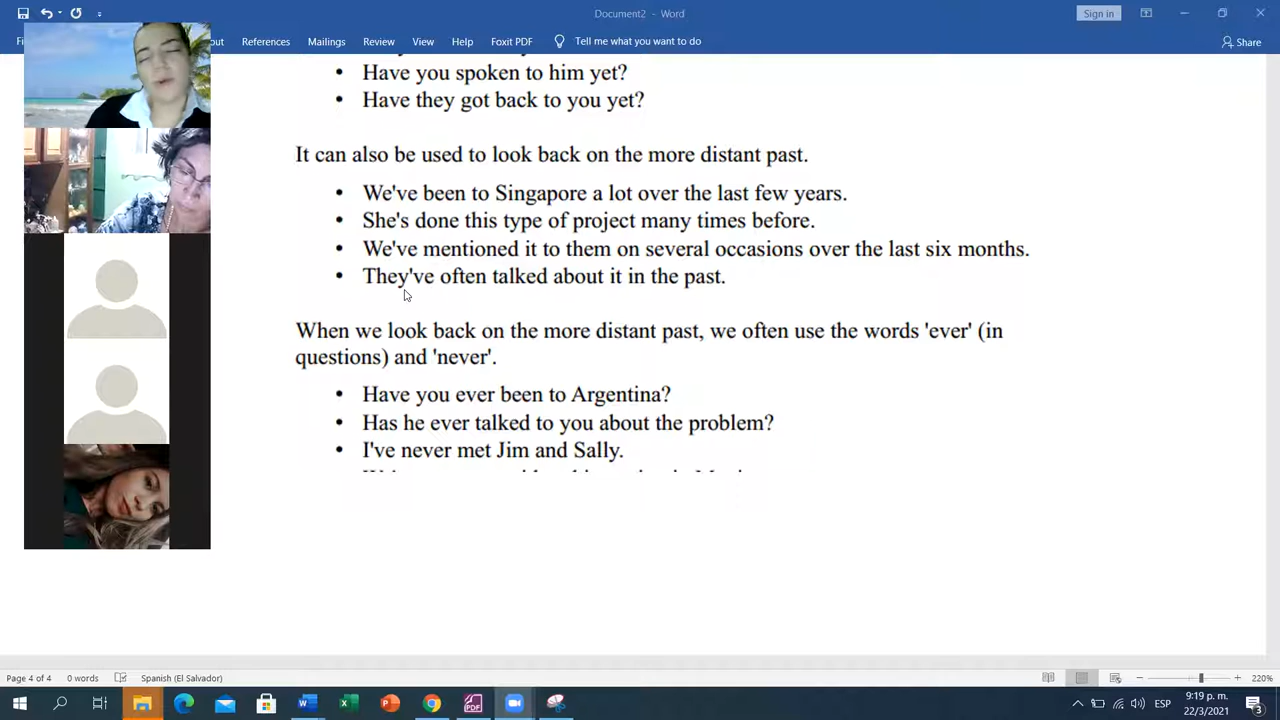 Document2 - Word
Sign in
References Mailings Review View Help Foxit PDF Tell me what you want to do
Share
• Have you spoken to him yet?
• Have they got back to you yet?
It can also be used to look back on the more distant past.
• We've been to Singapore a lot over the last few years.
• She's done this type of project many times before.
• We've mentioned it to them on several occasions over the last six months.
• They've often talked about it in the past.
When we look back on the more distant past, we often use the words 'ever' (in
questions) and 'never'.
• Have you ever been to Argentina?
• Has he ever talked to you about the problem?
• I've never met Jim and Sally.
Page 4 of 4 0 words Spanish (El Salvador) 220%
ESP 9:19 p. m.
22/3/2021
3